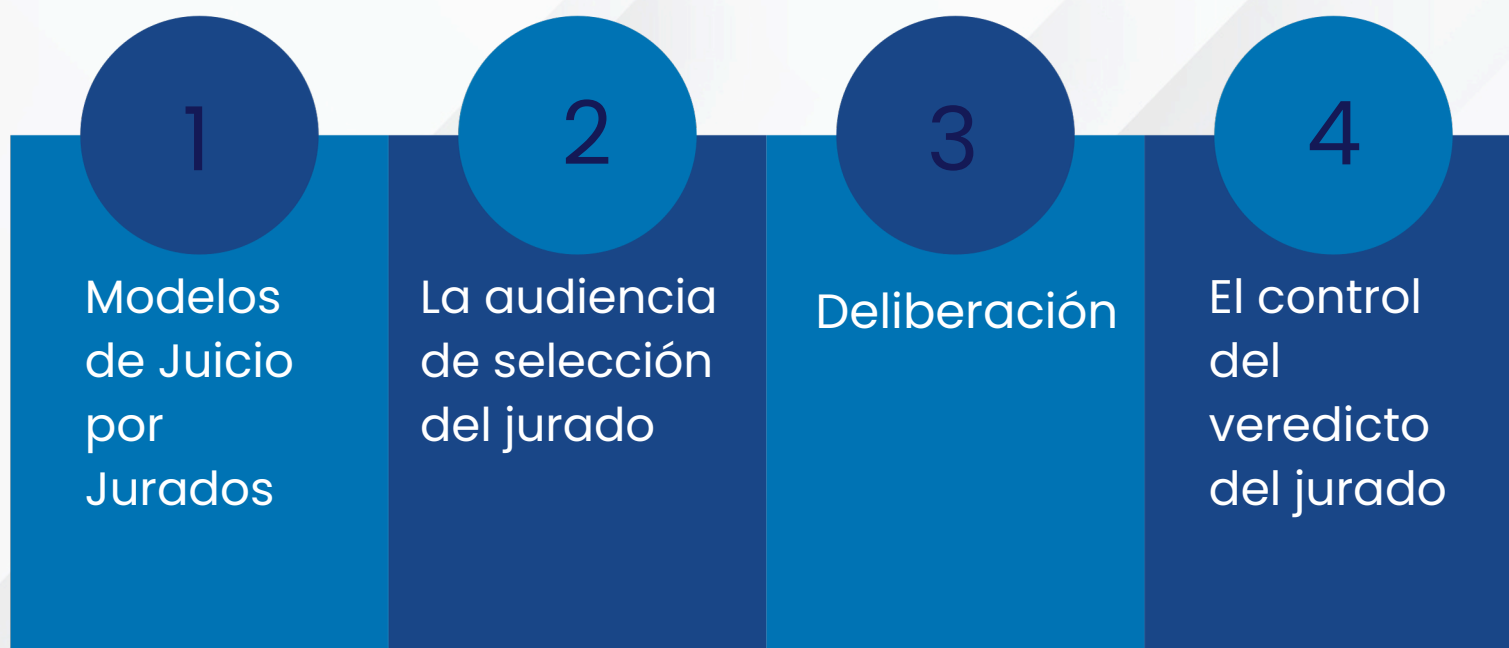 1
Modelos
de Juicio
por
Jurados
2
La audiencia
de selección
del jurado
3
Deliberación
4
El control
del
veredicto
del jurado